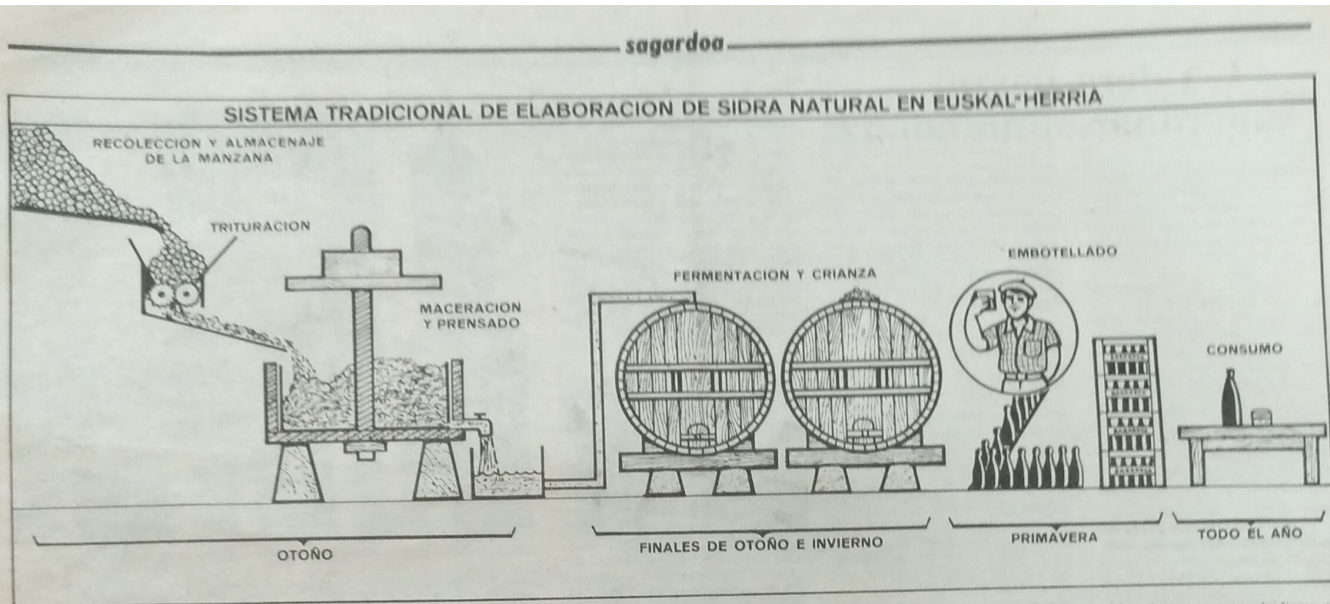 sagardoa
SISTEMA TRADICIONAL DE ELABORACION DE SIDRA NATURAL EN EUSKAL-HERRIA
RECOLECCION Y ALMACENAJE
DE LA MANZANA
TRITURACION
MACERACION
Y PRENSADO
FERMENTACION Y CRIANZA
EMBOTELLADO
CONSUMO
OTOÑO
FINALES DE OTOÑO E INVIERNO
PRIMAVERA
TODO EL AÑO